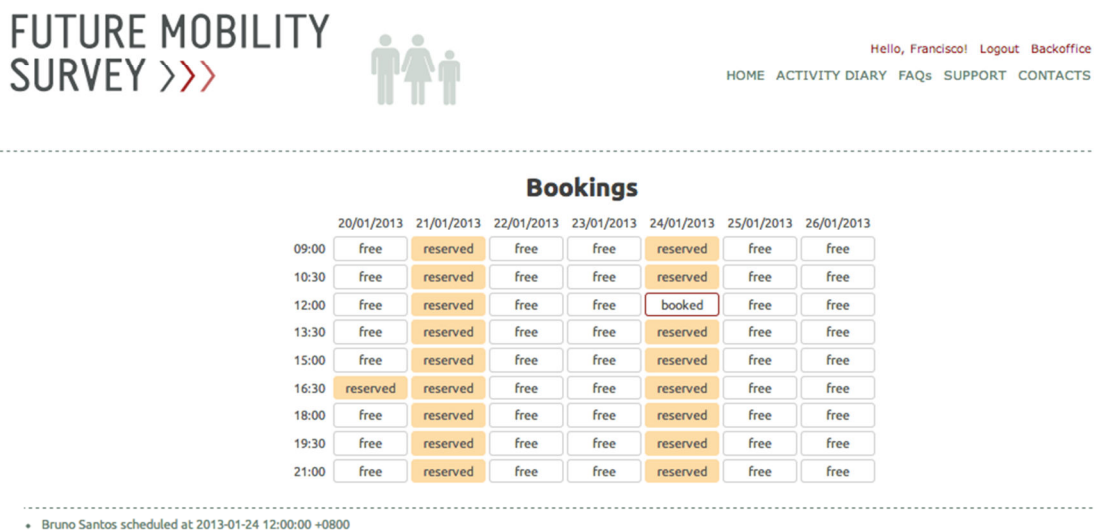 FUTURE MOBILITY
SURVEY >>>
Hello, Francisco! Logout Backoffice
HOME ACTIVITY DIARY FAQs SUPPORT CONTACTS
Bookings
20/01/2013 21/01/2013 22/01/2013 23/01/2013 24/01/2013 25/01/2013 26/01/2013
09:00 free reserved free free reserved free free
10:30 free reserved free free reserved free free
12:00 free reserved free free booked free free
13:30 free reserved free free reserved free free
15:00 free reserved free free reserved free free
16:30 reserved reserved free free reserved free free
18:00 free reserved free free reserved free free
19:30 free reserved free free reserved free free
21:00 free reserved free free reserved free free
• Bruno Santos scheduled at 2013-01-24 12:00:00 +0800